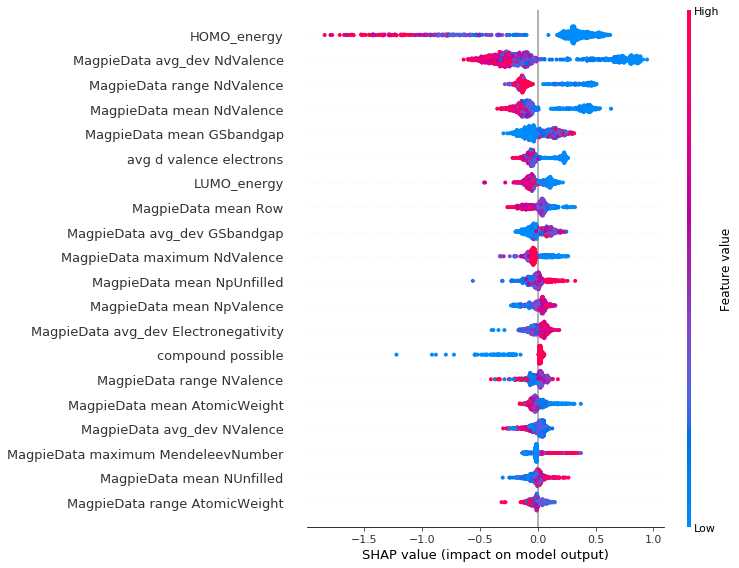 High
HOMO_energy
MagpieData avg_dev NdValence
MagpieData range NdValence
MagpieData mean NdValence
MagpieData mean GSbandgap
avg d valence electrons
LUMO_energy
MagpieData mean Row
MagpieData avg_dev GSbandgap
MagpieData maximum NdValence
MagpieData mean NpUnfilled
MagpieData mean NpValence
MagpieData avg_dev Electronegativity
compound possible
MagpieData range NValence
MagpieData mean AtomicWeight
MagpieData avg_dev NValence
MagpieData maximum MendeleevNumber
MagpieData mean NUnfilled
MagpieData range AtomicWeight
Feature value
Low
−1.5 −1.0 −0.5 0.0 0.5 1.0
SHAP value (impact on model output)